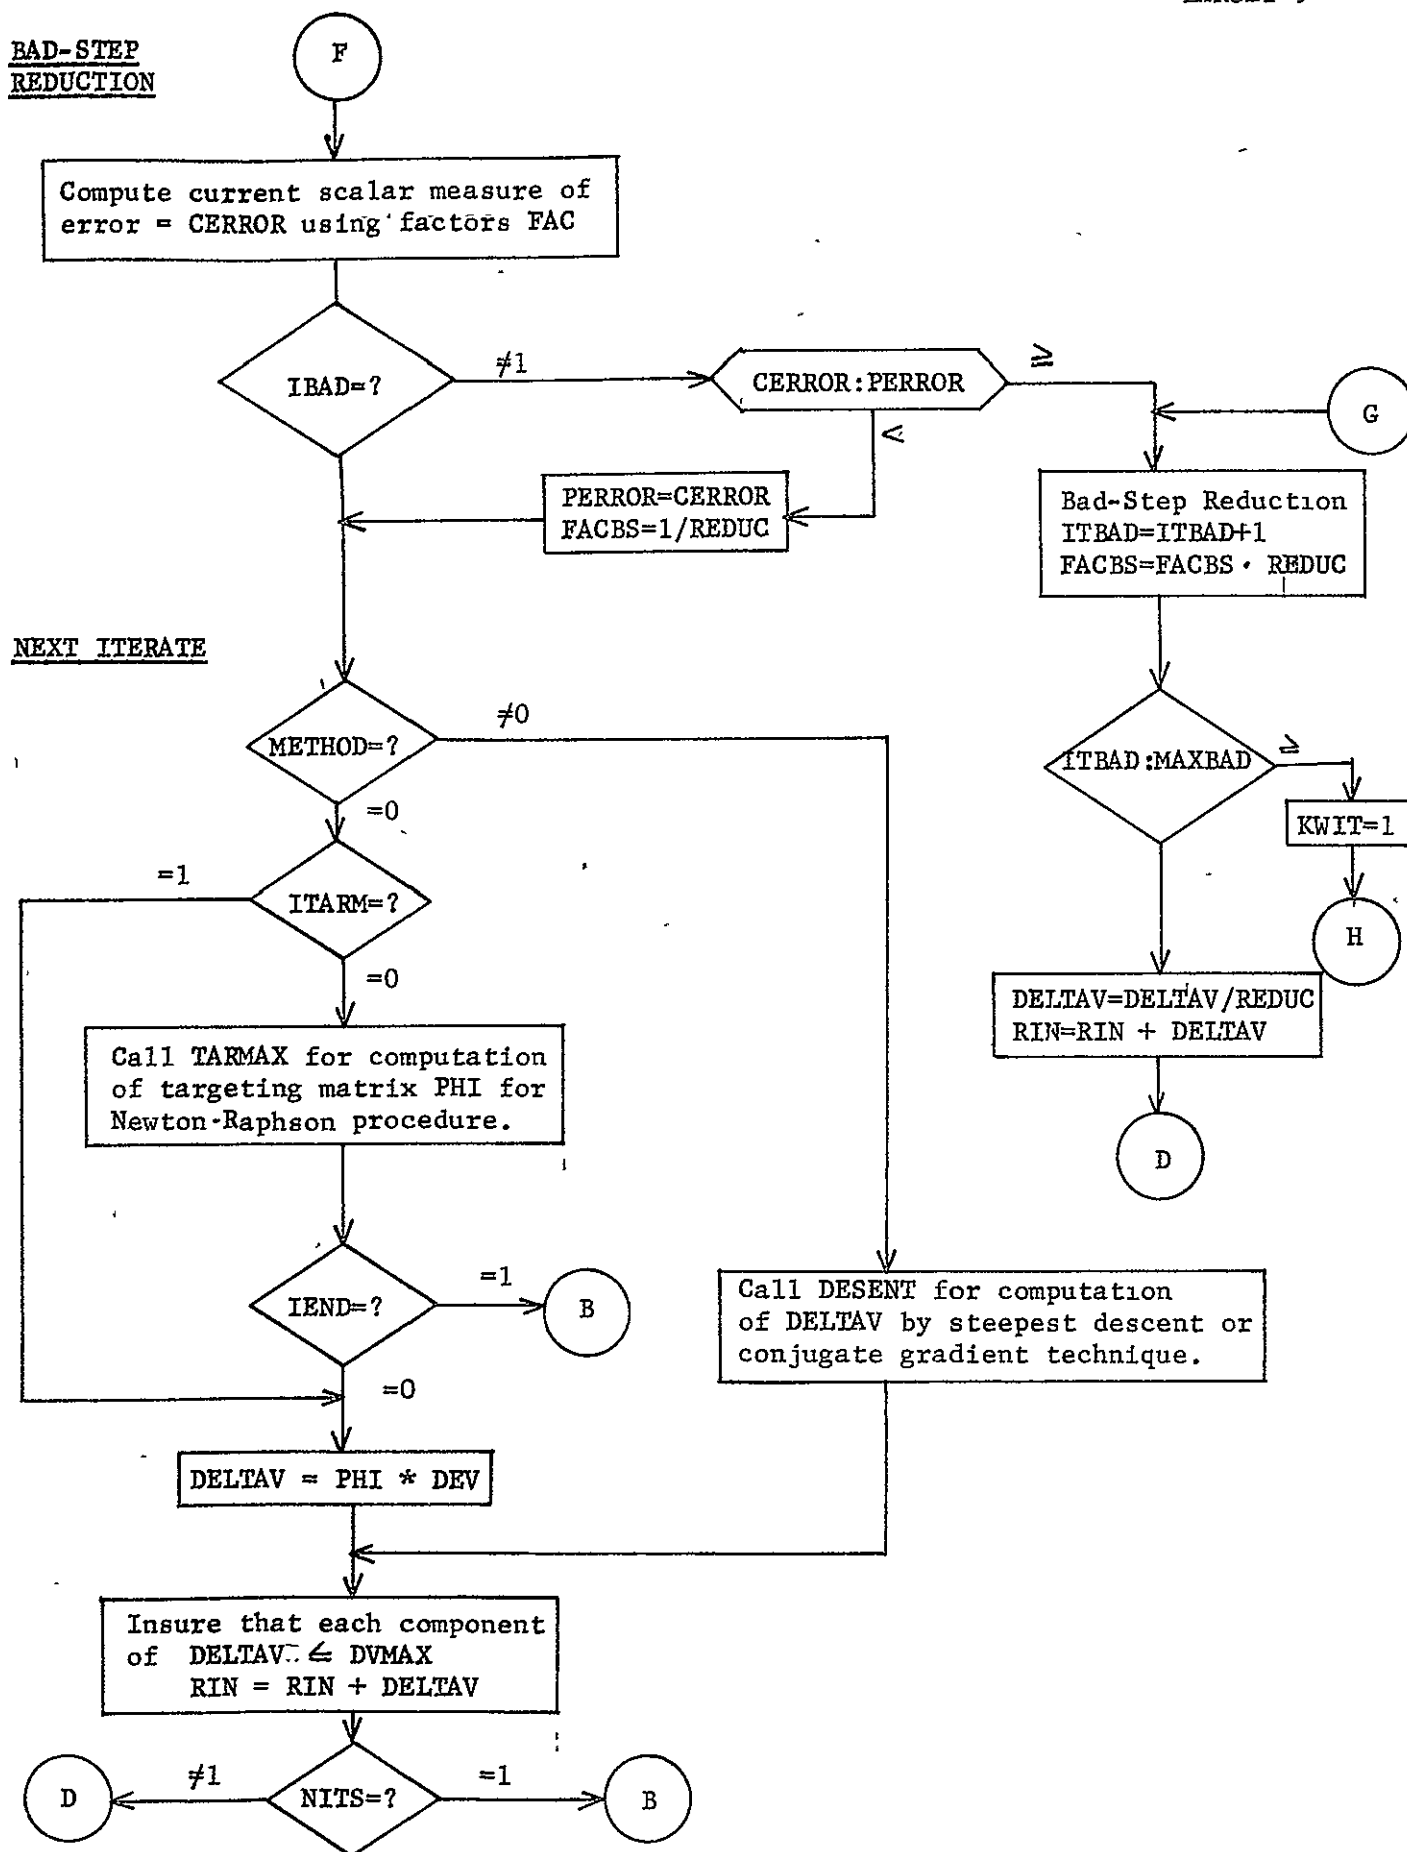 BAD-STEP
REDUCTION
F
Compute current scalar measure of
error = CERROR using factors FAC
IBAD=?
≠1
CERROR:PERROR
≧
G
<
PERROR=CERROR
FACBS=1/REDUC
Bad-Step Reduction
ITBAD=ITBAD+1
FACBS=FACBS · REDUC
NEXT ITERATE
METHOD=?
≠0
=0
ITBAD:MAXBAD
≧
KWIT=1
H
=1
ITARM=?
=0
DELTAV=DELTAV/REDUC
RIN=RIN + DELTAV
D
Call TARMAX for computation
of targeting matrix PHI for
Newton-Raphson procedure.
IEND=?
=1
B
=0
Call DESENT for computation
of DELTAV by steepest descent or
conjugate gradient technique.
DELTAV = PHI * DEV
Insure that each component
of DELTAV ≦ DVMAX
RIN = RIN + DELTAV
D
≠1
NITS=?
=1
B